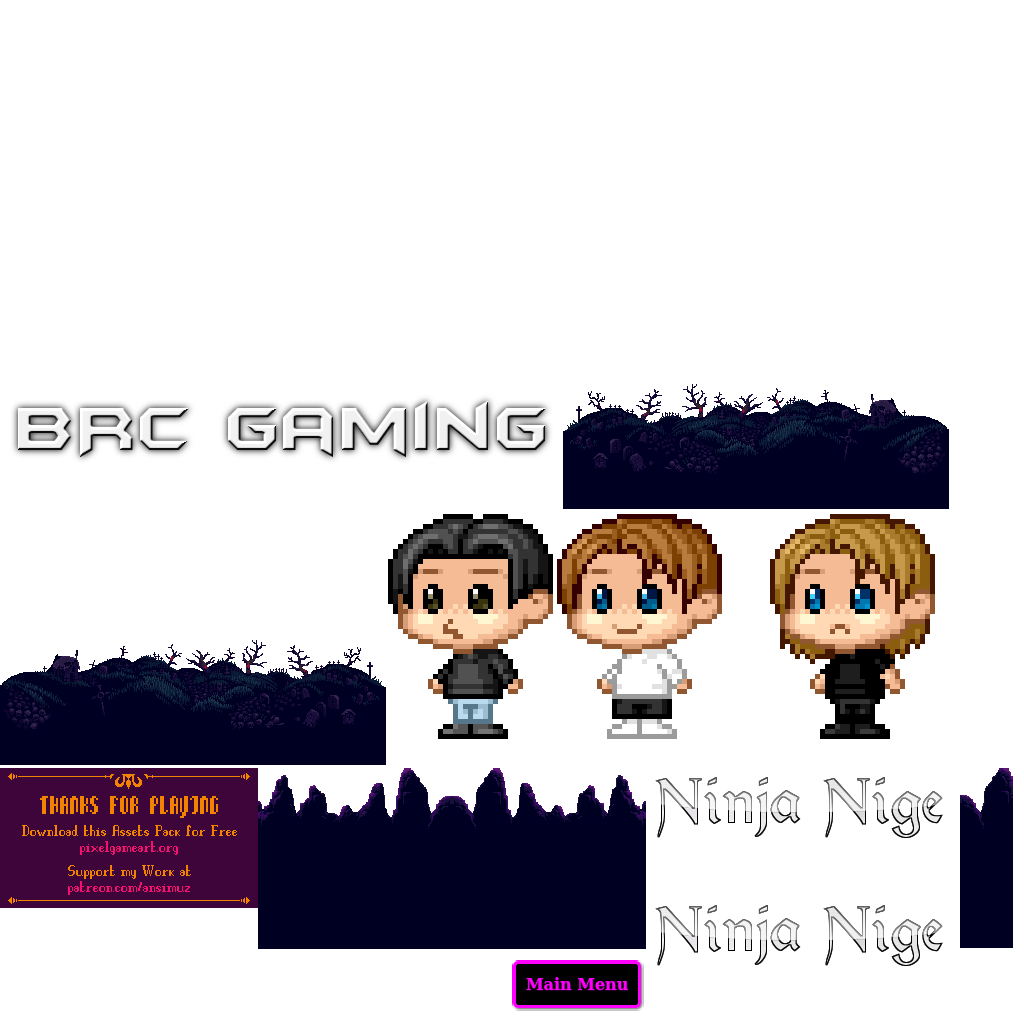 BRC GAMING
THANKS FOR PLAYING
Download this Assets Pack for Free
pixelgameart.org
Support my Work at
patreon.com/ansimuz
Ninja Nige
Ninja Nige
Main Menu